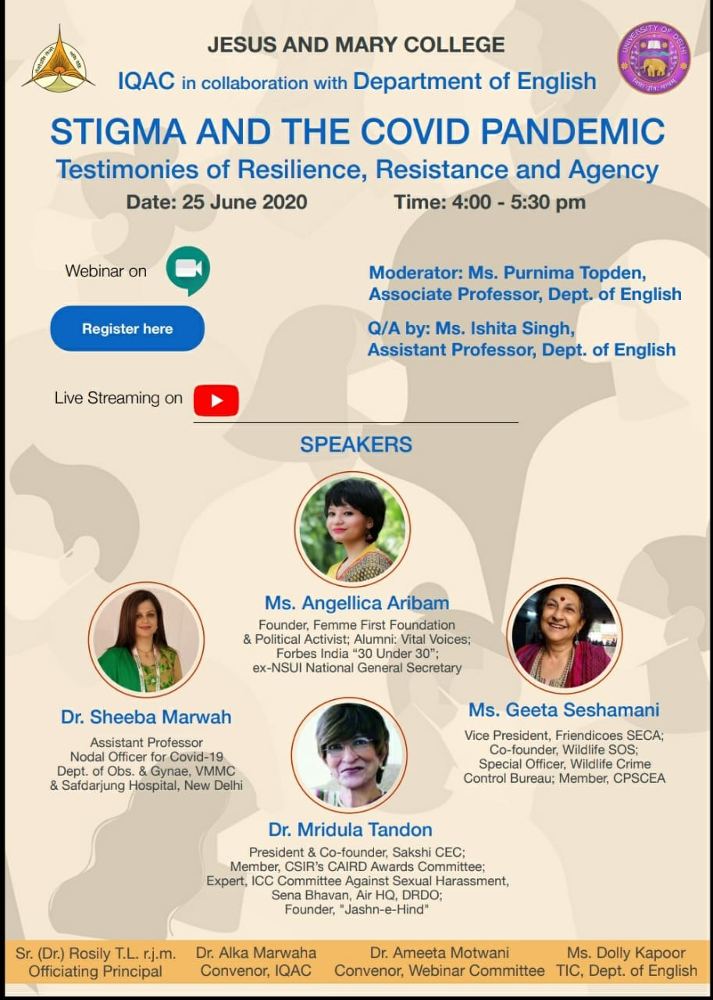 JESUS AND MARY COLLEGE
IQAC in collaboration with Department of English
UNIVERSITY OF DELHI
STIGMA AND THE COVID PANDEMIC
Testimonies of Resilience, Resistance and Agency
Date: 25 June 2020
Time: 4:00 - 5:30 pm
Webinar on
Register here
Live Streaming on
Moderator: Ms. Purnima Topden,
Associate Professor, Dept. of English
Q/A by: Ms. Ishita Singh,
Assistant Professor, Dept. of English
SPEAKERS
Ms. Angellica Aribam
Founder, Femme First Foundation
& Political Activist; Alumni: Vital Voices;
Forbes India “30 Under 30”;
ex-NSUI National General Secretary
Dr. Sheeba Marwah
Assistant Professor
Nodal Officer for Covid-19
Dept. of Obs. & Gynae, VMMC
& Safdarjung Hospital, New Delhi
Ms. Geeta Seshamani
Vice President, Friendicoes SECA;
Co-founder, Wildlife SOS;
Special Officer, Wildlife Crime
Control Bureau; Member, CPSCEA
Dr. Mridula Tandon
President & Co-founder, Sakshi CEC;
Member, CSIR’s CAIRD Awards Committee;
Expert, ICC Committee Against Sexual Harassment,
Sena Bhavan, Air HQ, DRDO;
Founder, "Jashn-e-Hind"
Sr. (Dr.) Rosily T.L. r.j.m.
Officiating Principal
Dr. Alka Marwaha
Convenor, IQAC
Dr. Ameeta Motwani
Convenor, Webinar Committee
Ms. Dolly Kapoor
TIC, Dept. of English